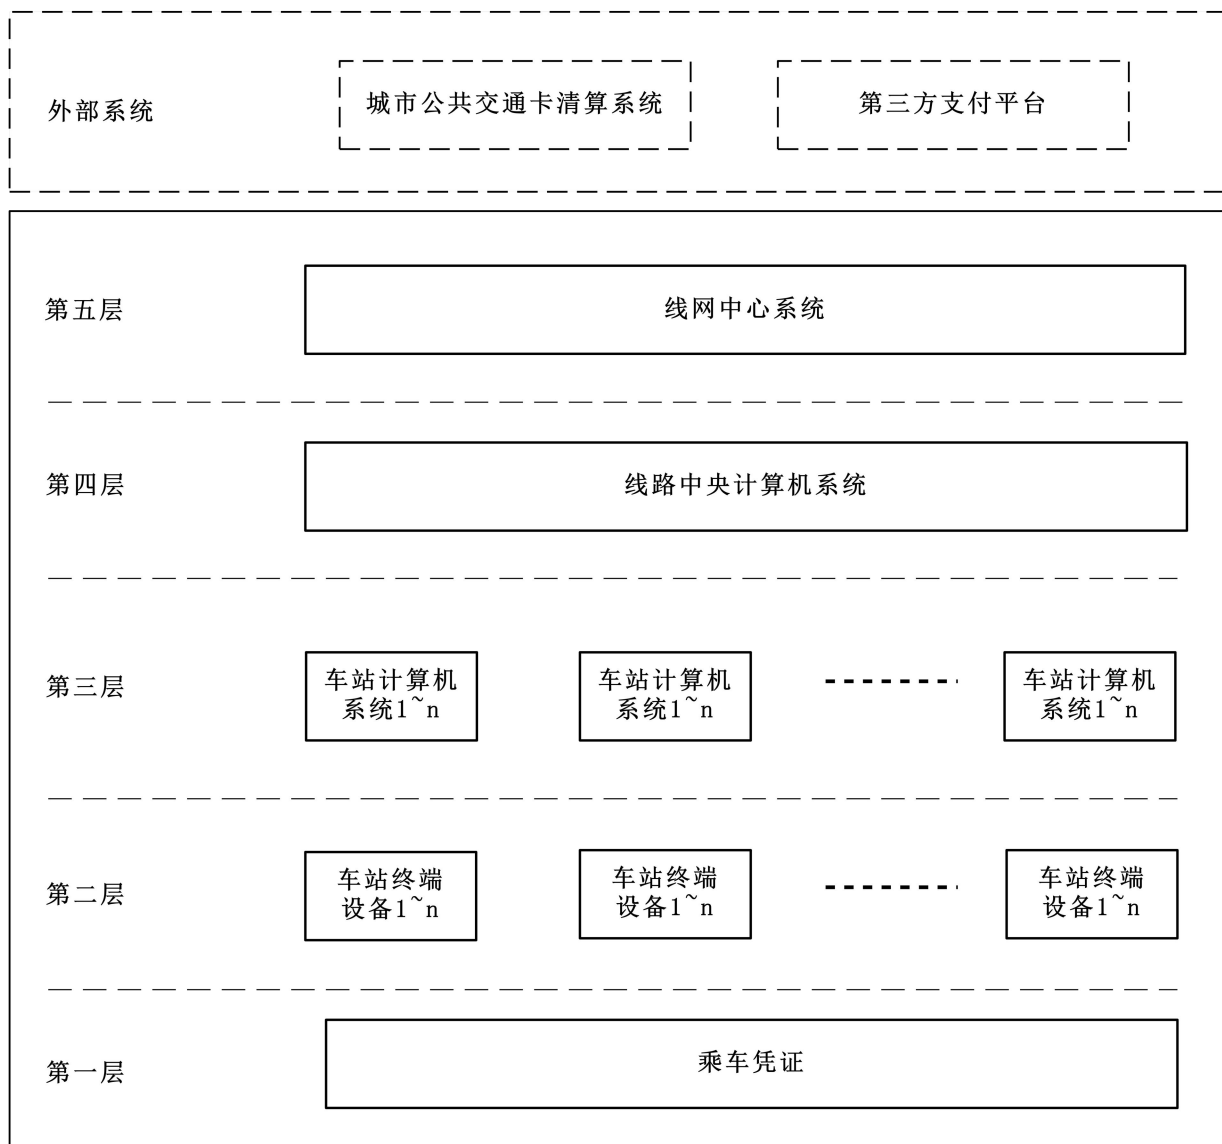 外部系统
城市公共交通卡清算系统
第三方支付平台
第五层
线网中心系统
第四层
线路中央计算机系统
第三层
车站计算机
系统1~n
车站计算机
系统1~n
车站计算机
系统1~n
第二层
车站终端
设备1~n
车站终端
设备1~n
车站终端
设备1~n
第一层
乘车凭证